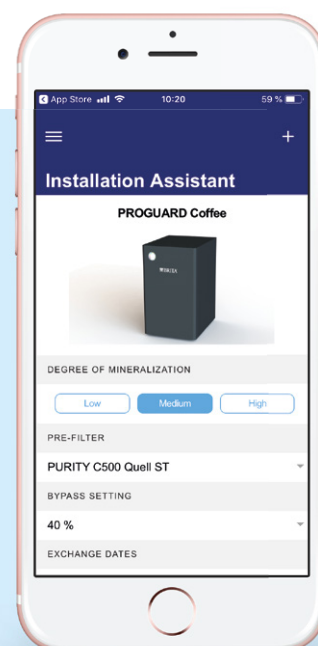 App Store 10:20 59 %
Installation Assistant
PROGUARD Coffee
BRITA
DEGREE OF MINERALIZATION
Low Medium High
PRE-FILTER
PURITY C500 Quell ST
BYPASS SETTING
40 %
EXCHANGE DATES